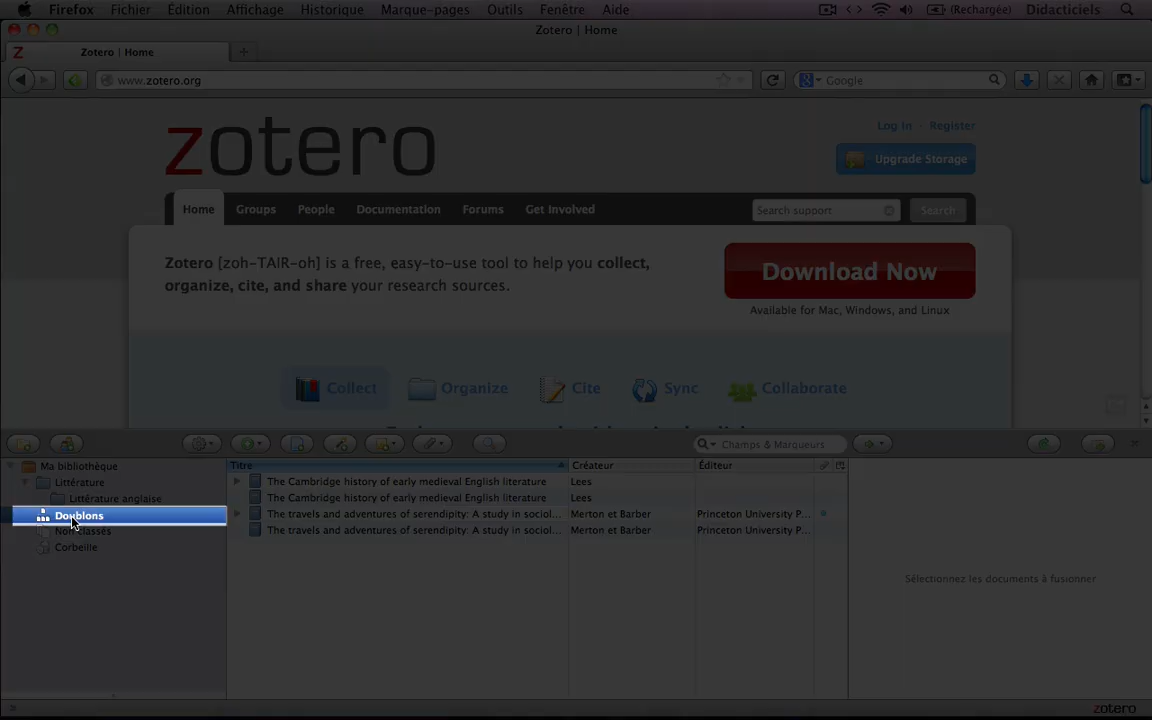 Firefox Fichier Édition Affichage Historique Marque-pages Outils Fenêtre Aide (Rechargée) Didacticiels
Zotero | Home
Z Zotero | Home
www.zotero.org Google
zotero
Log In · Register
Upgrade Storage
Home Groups People Documentation Forums Get Involved Search support Search
Zotero [zoh-TAIR-oh] is a free, easy-to-use tool to help you collect,
organize, cite, and share your research sources.
Download Now
Available for Mac, Windows, and Linux
Collect Organize Cite Sync Collaborate
Champs & Marqueurs
Ma bibliothèque Titre Créateur Éditeur
Littérature The Cambridge history of early medieval English literature Lees
Littérature anglaise The Cambridge history of early medieval English literature Lees
Doublons The travels and adventures of serendipity: A study in sociol... Merton et Barber Princeton University P...
Non classés The travels and adventures of serendipity: A study in sociol... Merton et Barber Princeton University P...
Corbeille
Sélectionnez les documents à fusionner
zotero